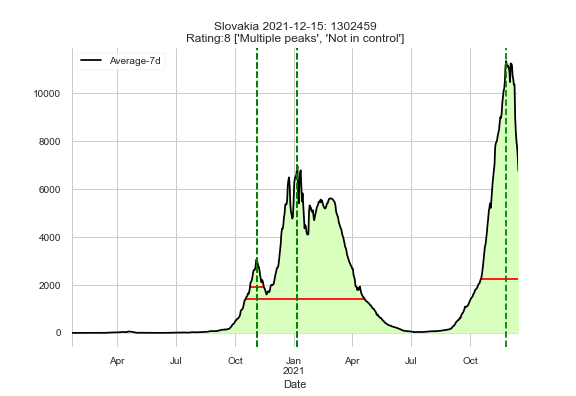 Slovakia 2021-12-15: 1302459
Rating:8 ['Multiple peaks', 'Not in control']
Average-7d
10000
8000
6000
4000
2000
0
Apr
Jul
Oct
Jan
2021
Apr
Jul
Oct
Date